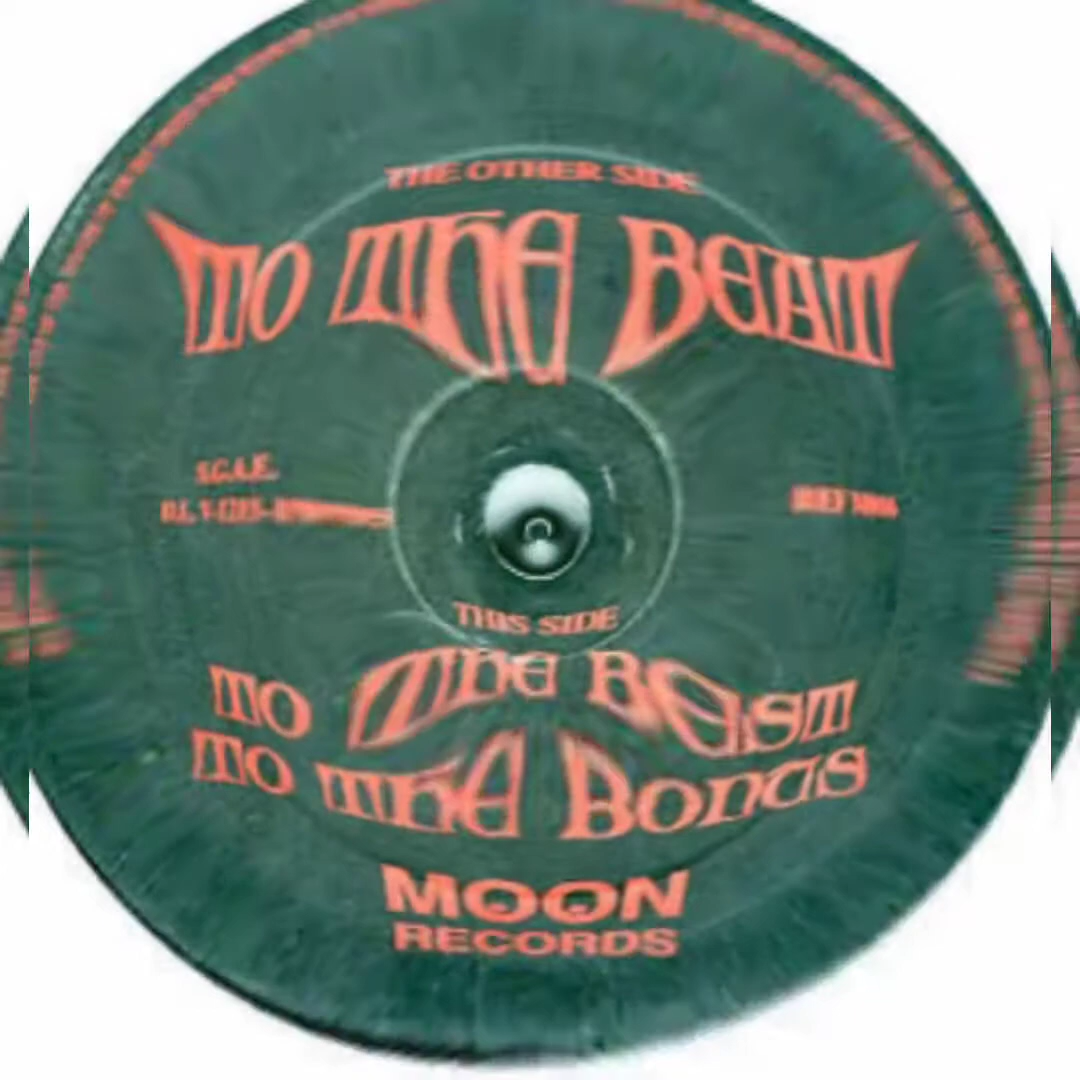 THE OTHER SIDE
TO THE BEAT
S.G.A.E.
THIS SIDE
TO THE BEAST
TO THE BONUS
MOON
RECORDS